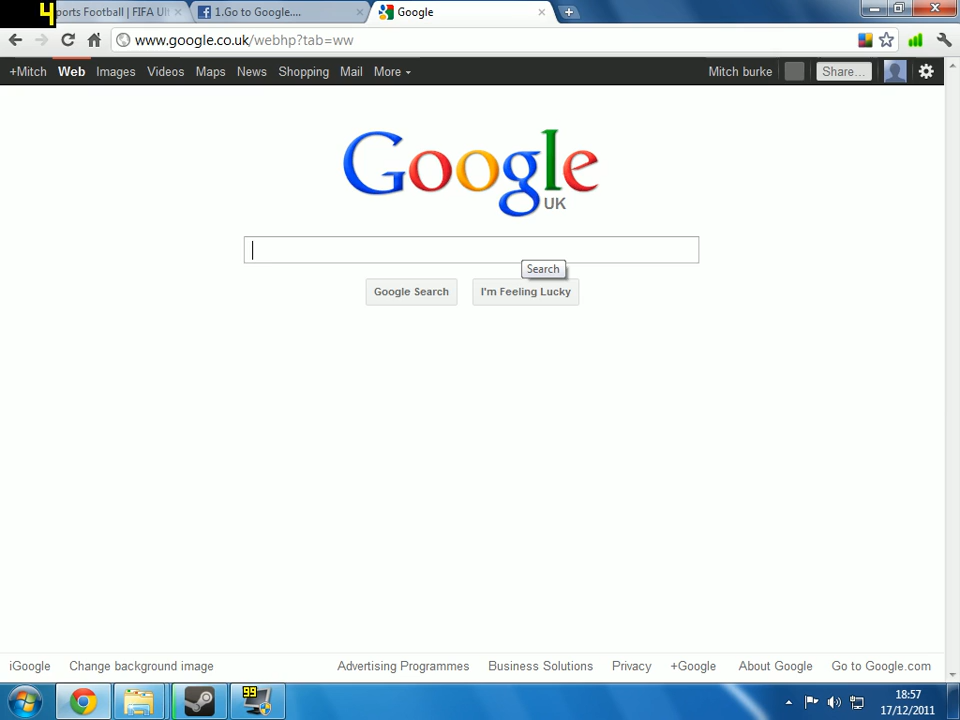 4
ports Football | FIFA Ult
1.Go to Google....
Google
www.google.co.uk/webhp?tab=ww
+Mitch Web Images Videos Maps News Shopping Mail More
Mitch burke Share...
Google
UK
Search
Google Search I'm Feeling Lucky
iGoogle Change background image Advertising Programmes Business Solutions Privacy +Google About Google Go to Google.com
99
18:57
17/12/2011